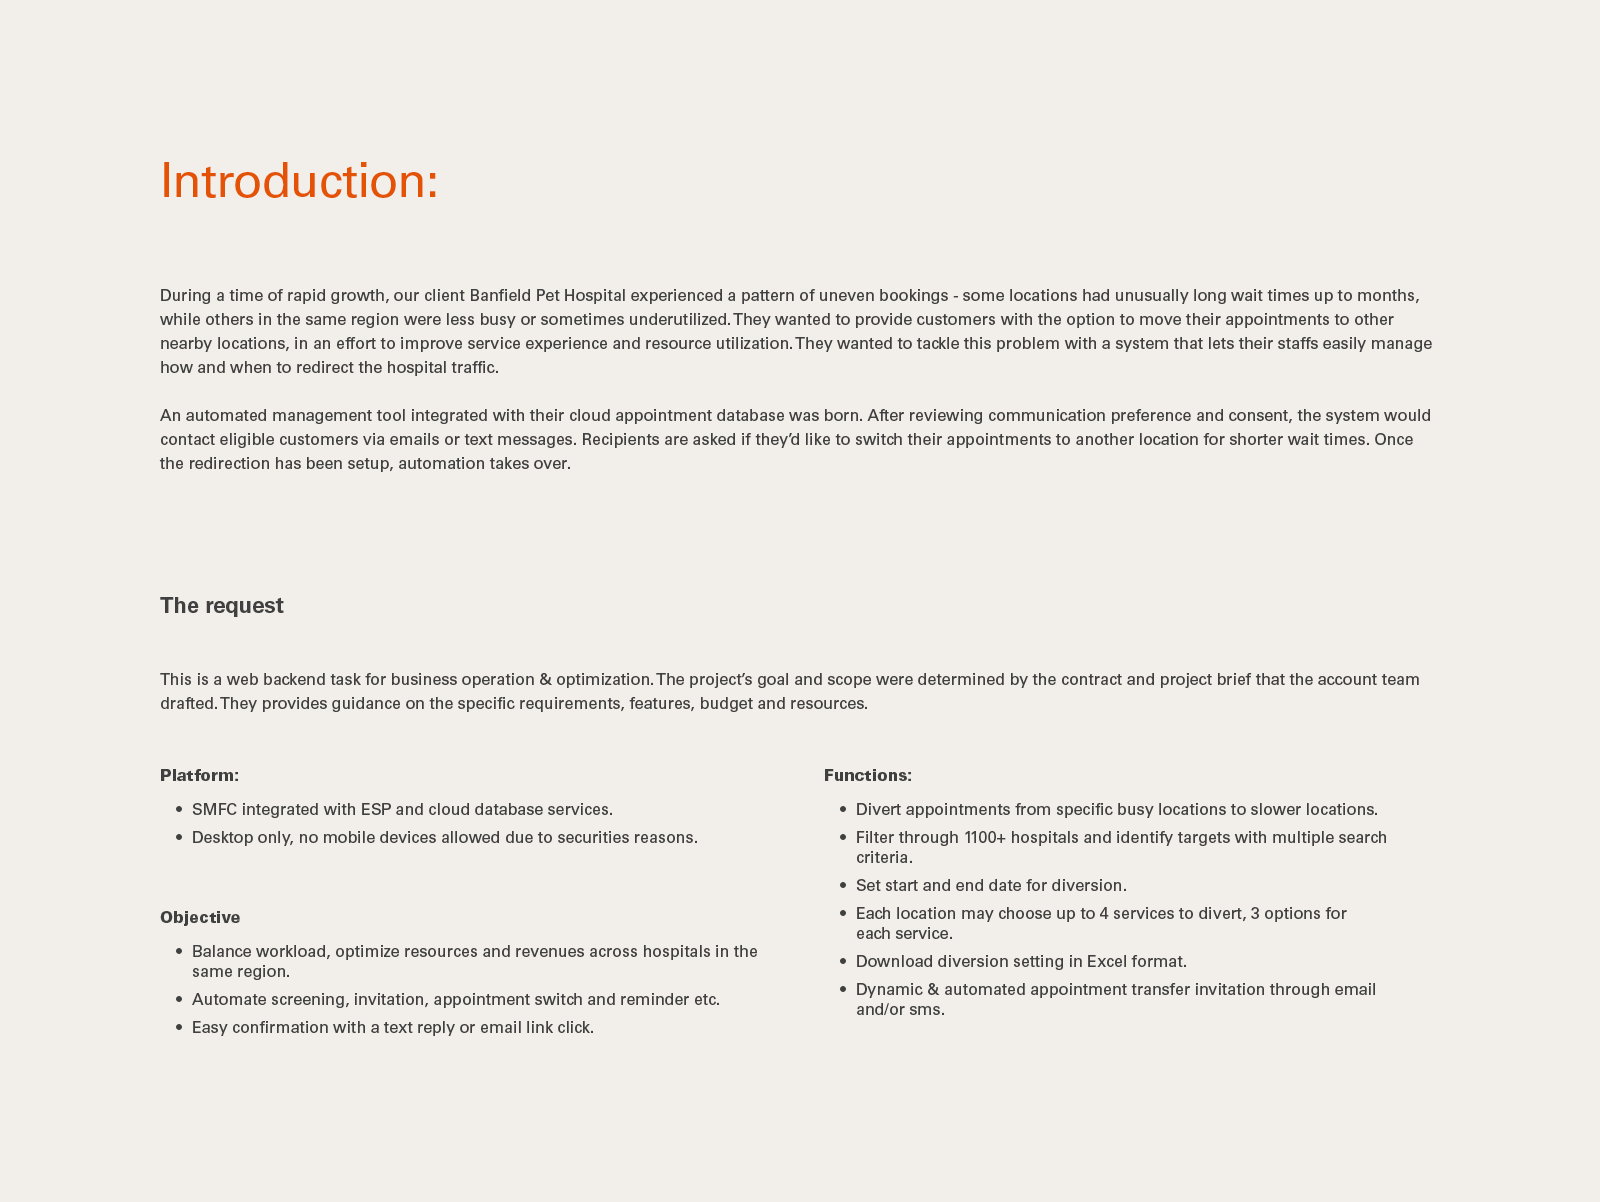 Introduction:
During a time of rapid growth, our client Banfield Pet Hospital experienced a pattern of uneven bookings - some locations had unusually long wait times up to months,
while others in the same region were less busy or sometimes underutilized. They wanted to provide customers with the option to move their appointments to other
nearby locations, in an effort to improve service experience and resource utilization. They wanted to tackle this problem with a system that lets their staffs easily manage
how and when to redirect the hospital traffic.
An automated management tool integrated with their cloud appointment database was born. After reviewing communication preference and consent, the system would
contact eligible customers via emails or text messages. Recipients are asked if they’d like to switch their appointments to another location for shorter wait times. Once
the redirection has been setup, automation takes over.
The request
This is a web backend task for business operation & optimization. The project’s goal and scope were determined by the contract and project brief that the account team
drafted. They provides guidance on the specific requirements, features, budget and resources.
Platform:
• SMFC integrated with ESP and cloud database services.
• Desktop only, no mobile devices allowed due to securities reasons.
Objective
• Balance workload, optimize resources and revenues across hospitals in the
same region.
• Automate screening, invitation, appointment switch and reminder etc.
• Easy confirmation with a text reply or email link click.
Functions:
• Divert appointments from specific busy locations to slower locations.
• Filter through 1100+ hospitals and identify targets with multiple search
criteria.
• Set start and end date for diversion.
• Each location may choose up to 4 services to divert, 3 options for
each service.
• Download diversion setting in Excel format.
• Dynamic & automated appointment transfer invitation through email
and/or sms.